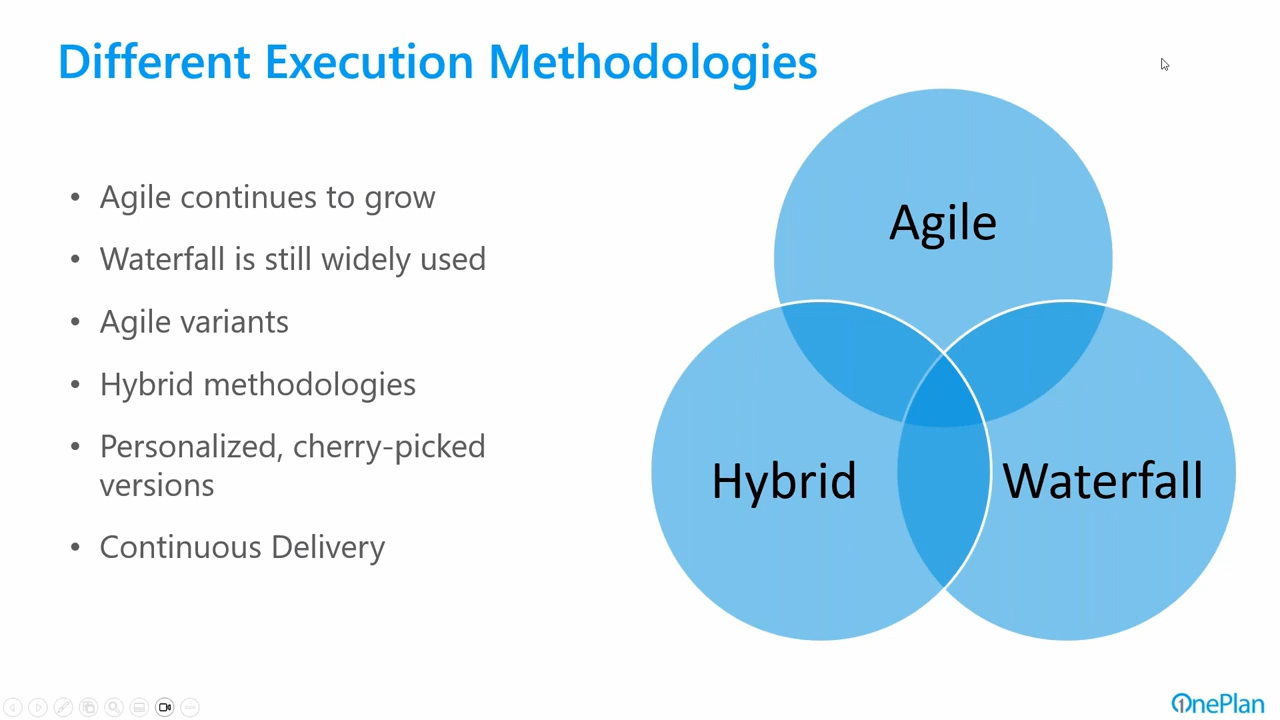 Different Execution Methodologies
• Agile continues to grow
• Waterfall is still widely used
• Agile variants
• Hybrid methodologies
• Personalized, cherry-picked
versions
• Continuous Delivery
Agile
Hybrid
Waterfall
OnePlan